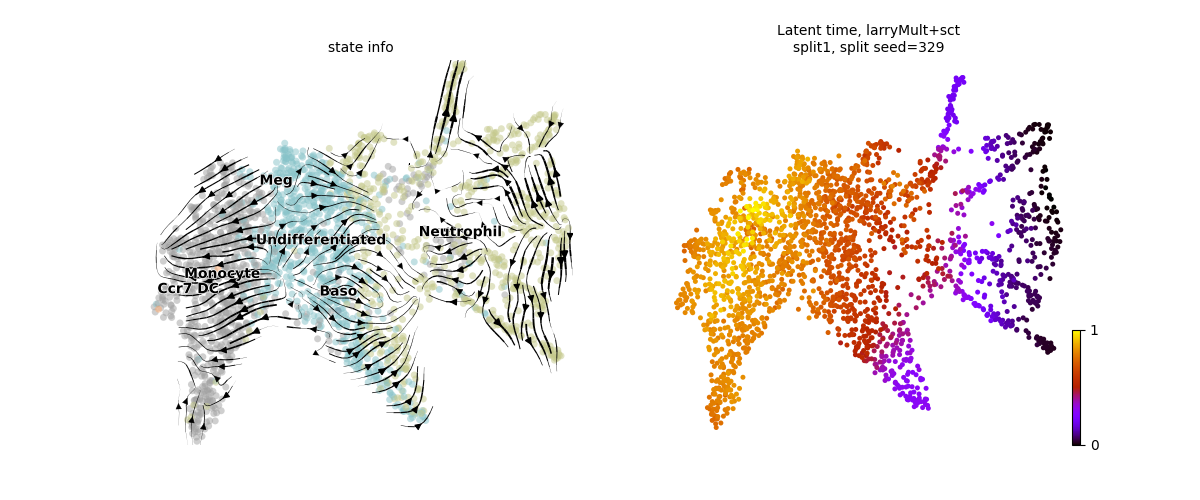 state info
Meg
Undifferentiated
Neutrophil
Monocyte
Ccr7 DC
Baso
Latent time, larryMult+sct
split1, split seed=329
1
0